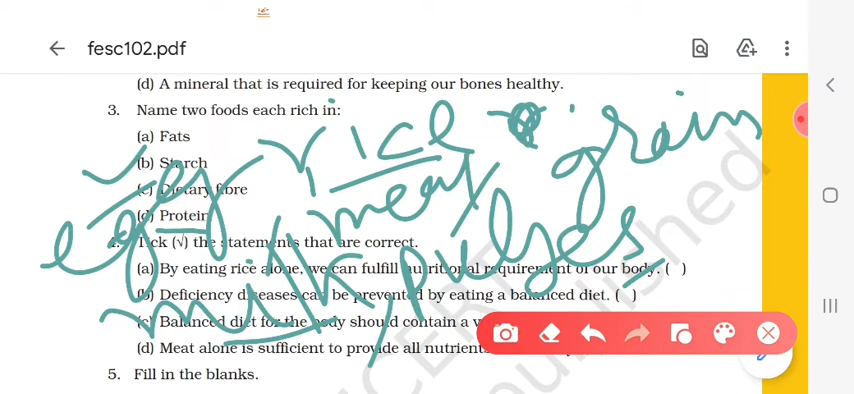 fesc102.pdf
(d) A mineral that is required for keeping our bones healthy.
3. Name two foods each rich in:
(a) Fats
(b) Starch
(c) Dietary fibre
(d) Protein
rice grains
eggs meat
milk, pulses
4. Tick (√) the statements that are correct.
(a) By eating rice alone, we can fulfill nutritional requirement of our body. ( )
(b) Deficiency diseases can be prevented by eating a balanced diet. ( )
(c) Balanced diet for the body should contain a
(d) Meat alone is sufficient to provide all nutrients
5. Fill in the blanks.